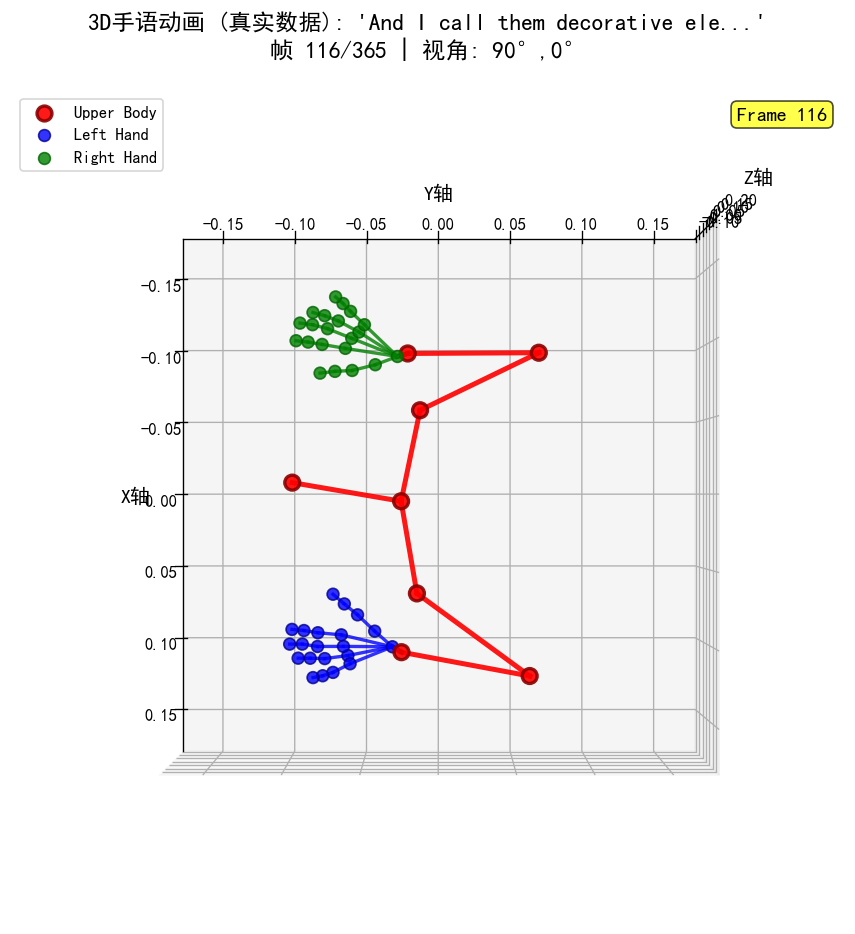 3D手语动画 (真实数据): 'And I call them decorative ele...'
帧 116/365 | 视角: 90°,0°
Upper Body
Left Hand
Right Hand
Frame 116
Z轴
Y轴
-0.15 -0.10 -0.05 0.00 0.05 0.10 0.15
-0.15
-0.10
-0.05
X轴
0.00
0.05
0.10
0.15